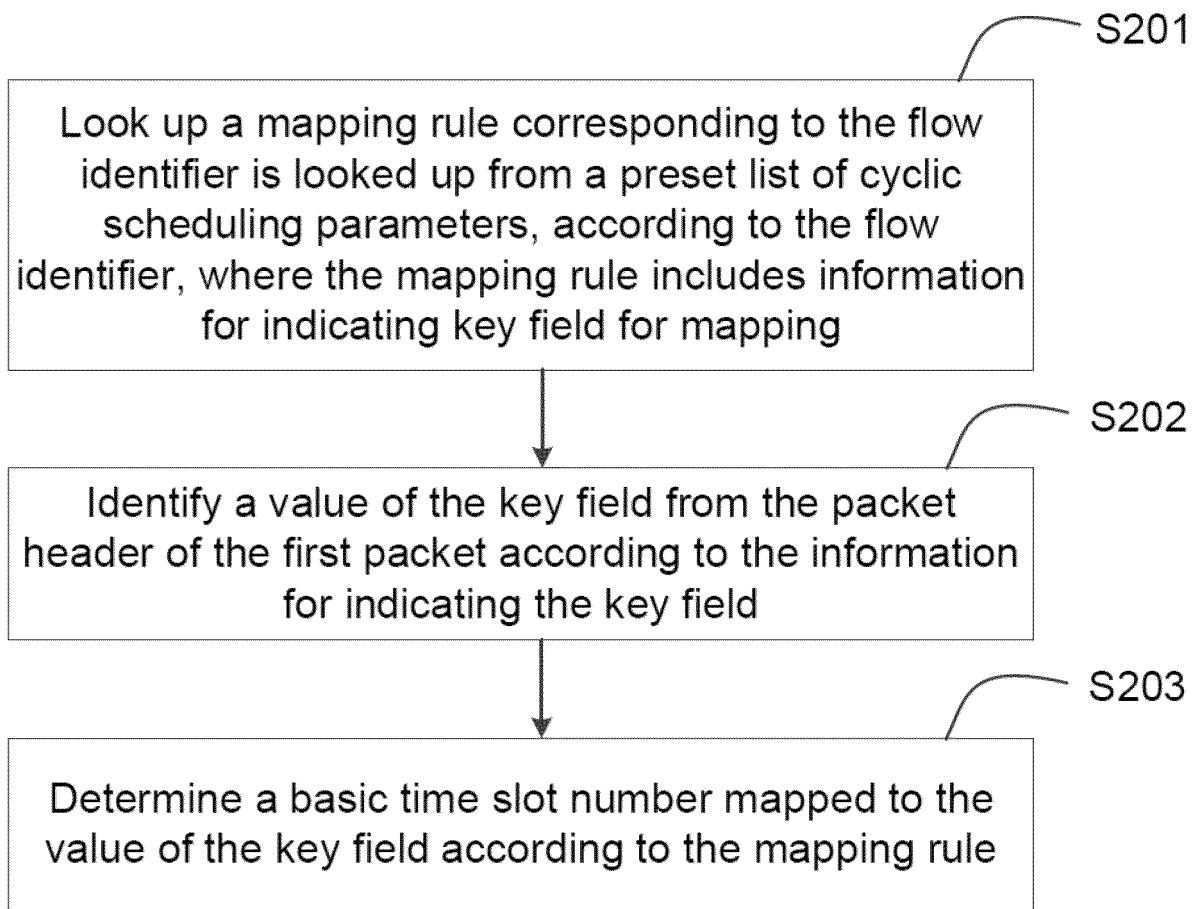 S201
Look up a mapping rule corresponding to the flow
identifier is looked up from a preset list of cyclic
scheduling parameters, according to the flow
identifier, where the mapping rule includes information
for indicating key field for mapping
S202
Identify a value of the key field from the packet
header of the first packet according to the information
for indicating the key field
S203
Determine a basic time slot number mapped to the
value of the key field according to the mapping rule